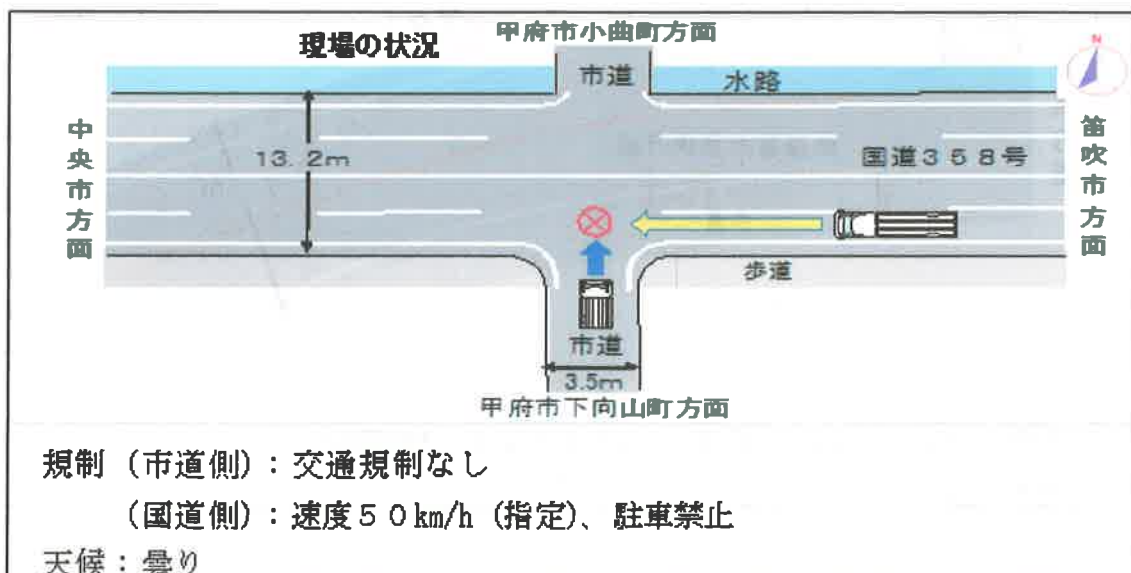 現場の状況
甲府市小曲町方面
N
市道
水路
中央市方面
13.2m
国道358号
笛吹市方面
歩道
市道
3.5m
甲府市下向山町方面
規制（市道側）：交通規制なし
（国道側）：速度50km/h（指定）、駐車禁止
天候：曇り